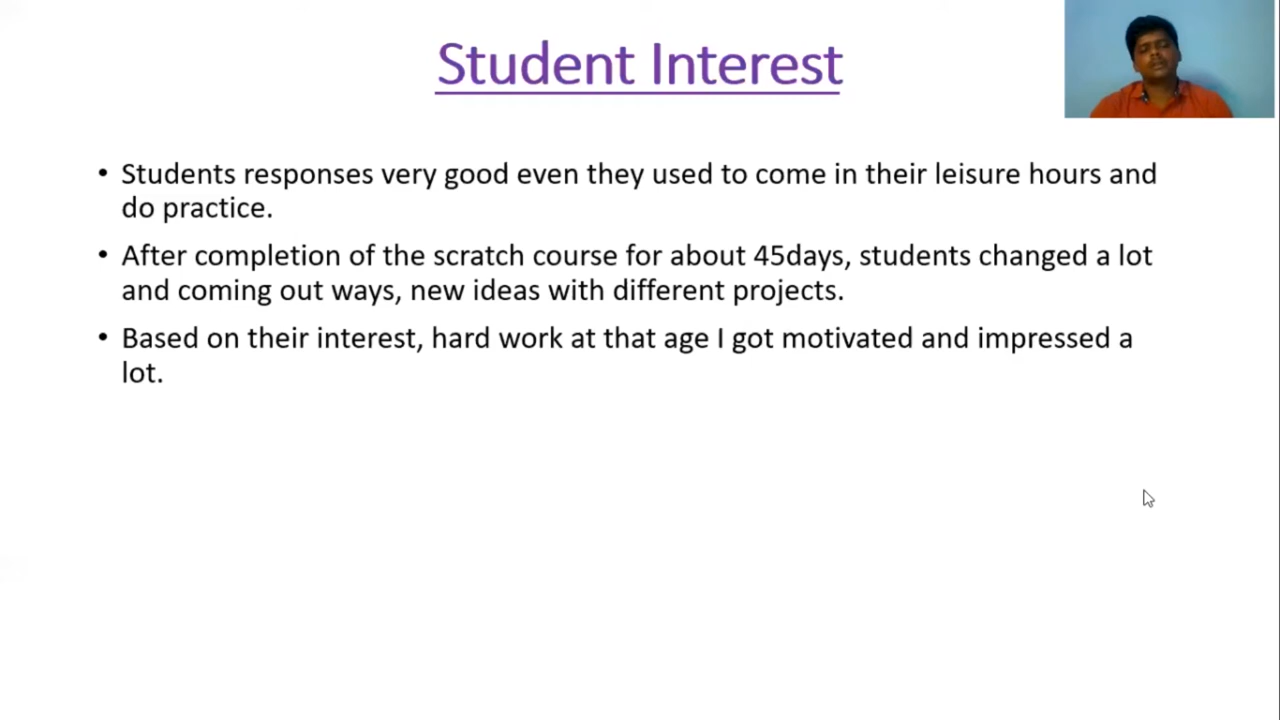 Student Interest
• Students responses very good even they used to come in their leisure hours and
do practice.
• After completion of the scratch course for about 45days, students changed a lot
and coming out ways, new ideas with different projects.
• Based on their interest, hard work at that age I got motivated and impressed a
lot.